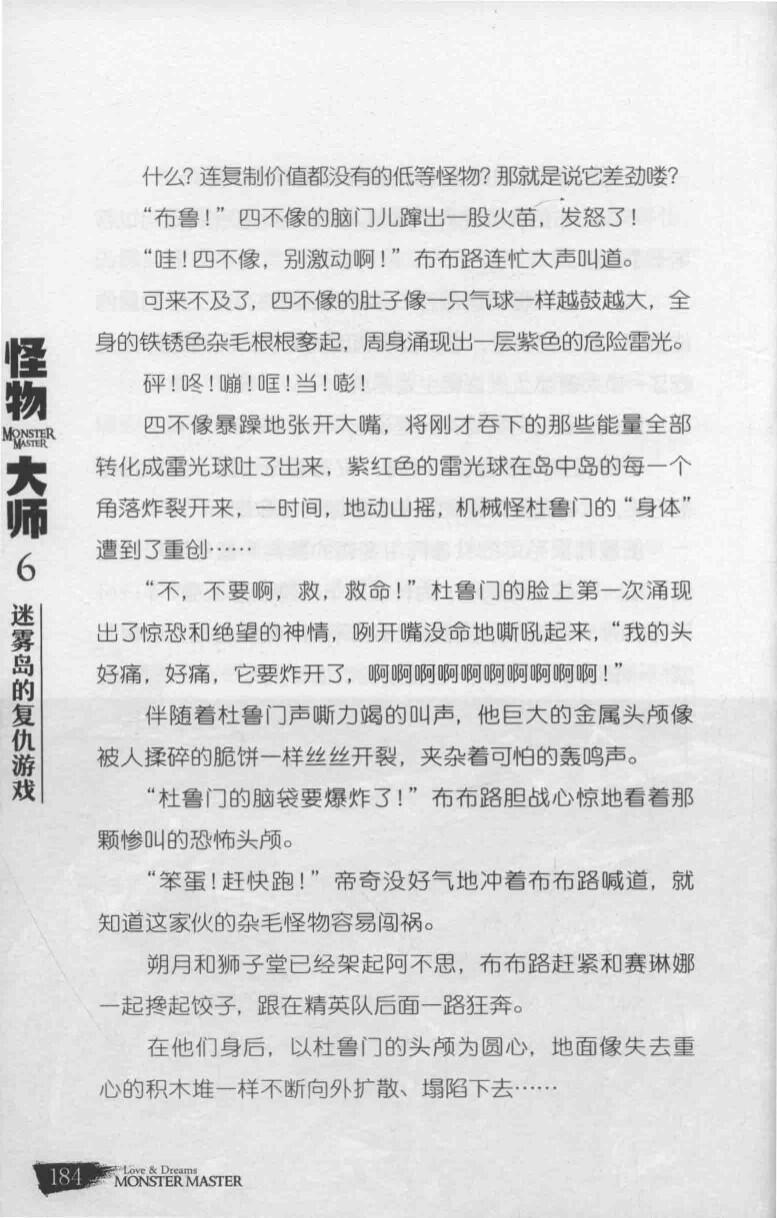 什么？连复制价值都没有的低等怪物？那就是说它差劲喽？
“布鲁！”四不像的脑门儿蹿出一股火苗，发怒了！
“哇！四不像，别激动啊！”布布路连忙大声叫道。
可来不及了，四不像的肚子像一只气球一样越鼓越大，全
身的铁锈色杂毛根根奓起，周身涌现出一层紫色的危险雷光。
砰！咚！嘣！哐！当！嘭！
四不像暴躁地张开大嘴，将刚才吞下的那些能量全部
转化成雷光球吐了出来，紫红色的雷光球在岛中岛的每一个
角落炸裂开来，一时间，地动山摇，机械怪杜鲁门的“身体”
遭到了重创……
“不，不要啊，救，救命！”杜鲁门的脸上第一次涌现
出了惊恐和绝望的神情，咧开嘴没命地嘶吼起来，“我的头
好痛，好痛，它要炸开了，啊啊啊啊啊啊啊啊啊啊！”
伴随着杜鲁门声嘶力竭的叫声，他巨大的金属头颅像
被人揉碎的脆饼一样丝丝开裂，夹杂着可怕的轰鸣声。
“杜鲁门的脑袋要爆炸了！”布布路胆战心惊地看着那
颗惨叫的恐怖头颅。
“笨蛋！赶快跑！”帝奇没好气地冲着布布路喊道，就
知道这家伙的杂毛怪物容易闯祸。
朔月和狮子堂已经架起阿不思，布布路赶紧和赛琳娜
一起搀起饺子，跟在精英队后面一路狂奔。
在他们身后，以杜鲁门的头颅为圆心，地面像失去重
心的积木堆一样不断向外扩散、塌陷下去……
怪物
MONSTER
MASTER
大师
6
迷雾岛的复仇游戏
184
Love & Dreams
MONSTER MASTER